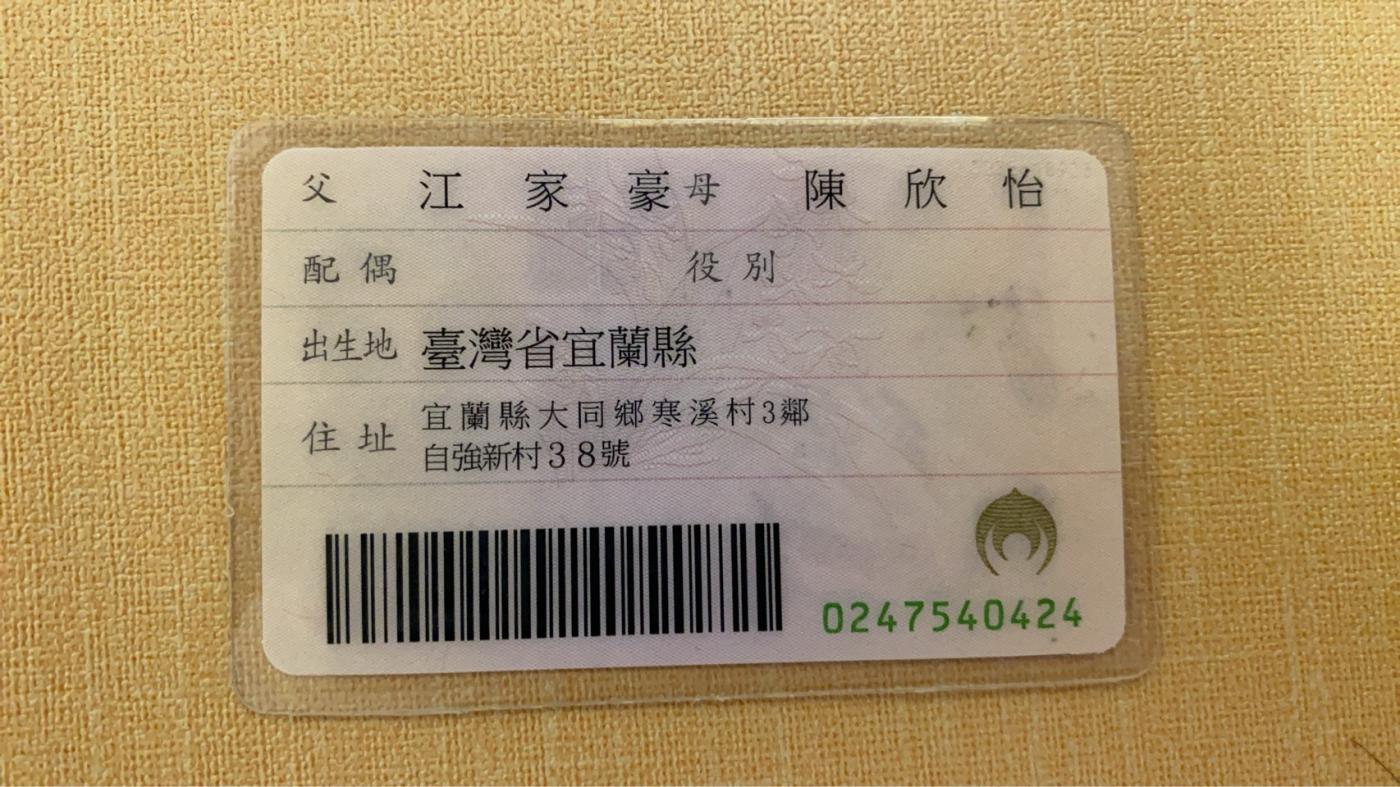 父 江家豪 母 陳欣怡
配偶 役別
出生地 臺灣省宜蘭縣
住址 宜蘭縣大同鄉寒溪村3鄰
自強新村38號
0247540424